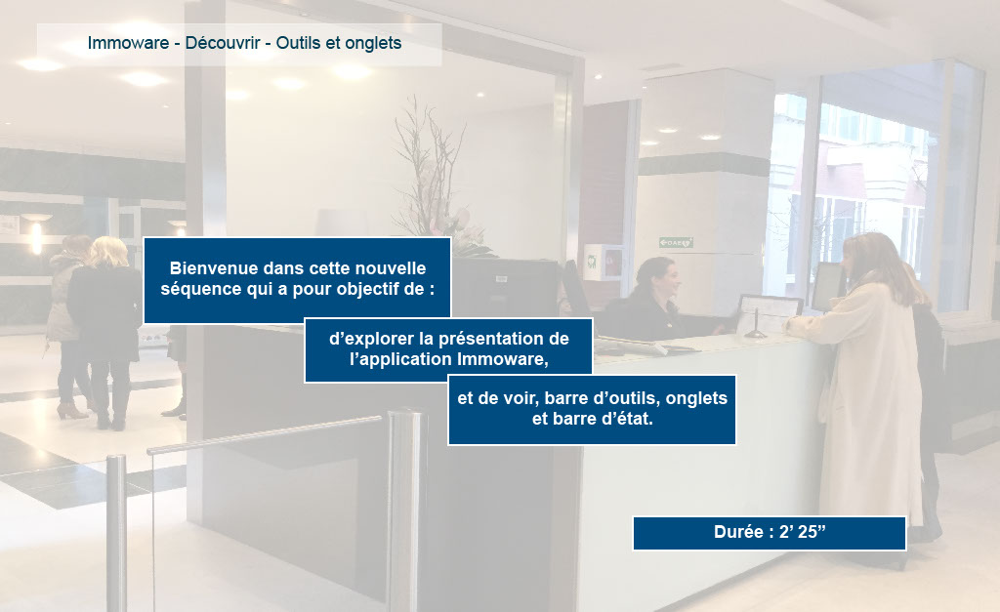 Immoware - Découvrir - Outils et onglets
Bienvenue dans cette nouvelle
séquence qui a pour objectif de :
d’explorer la présentation de
l’application Immoware,
et de voir, barre d’outils, onglets
et barre d’état.
Durée : 2’ 25”